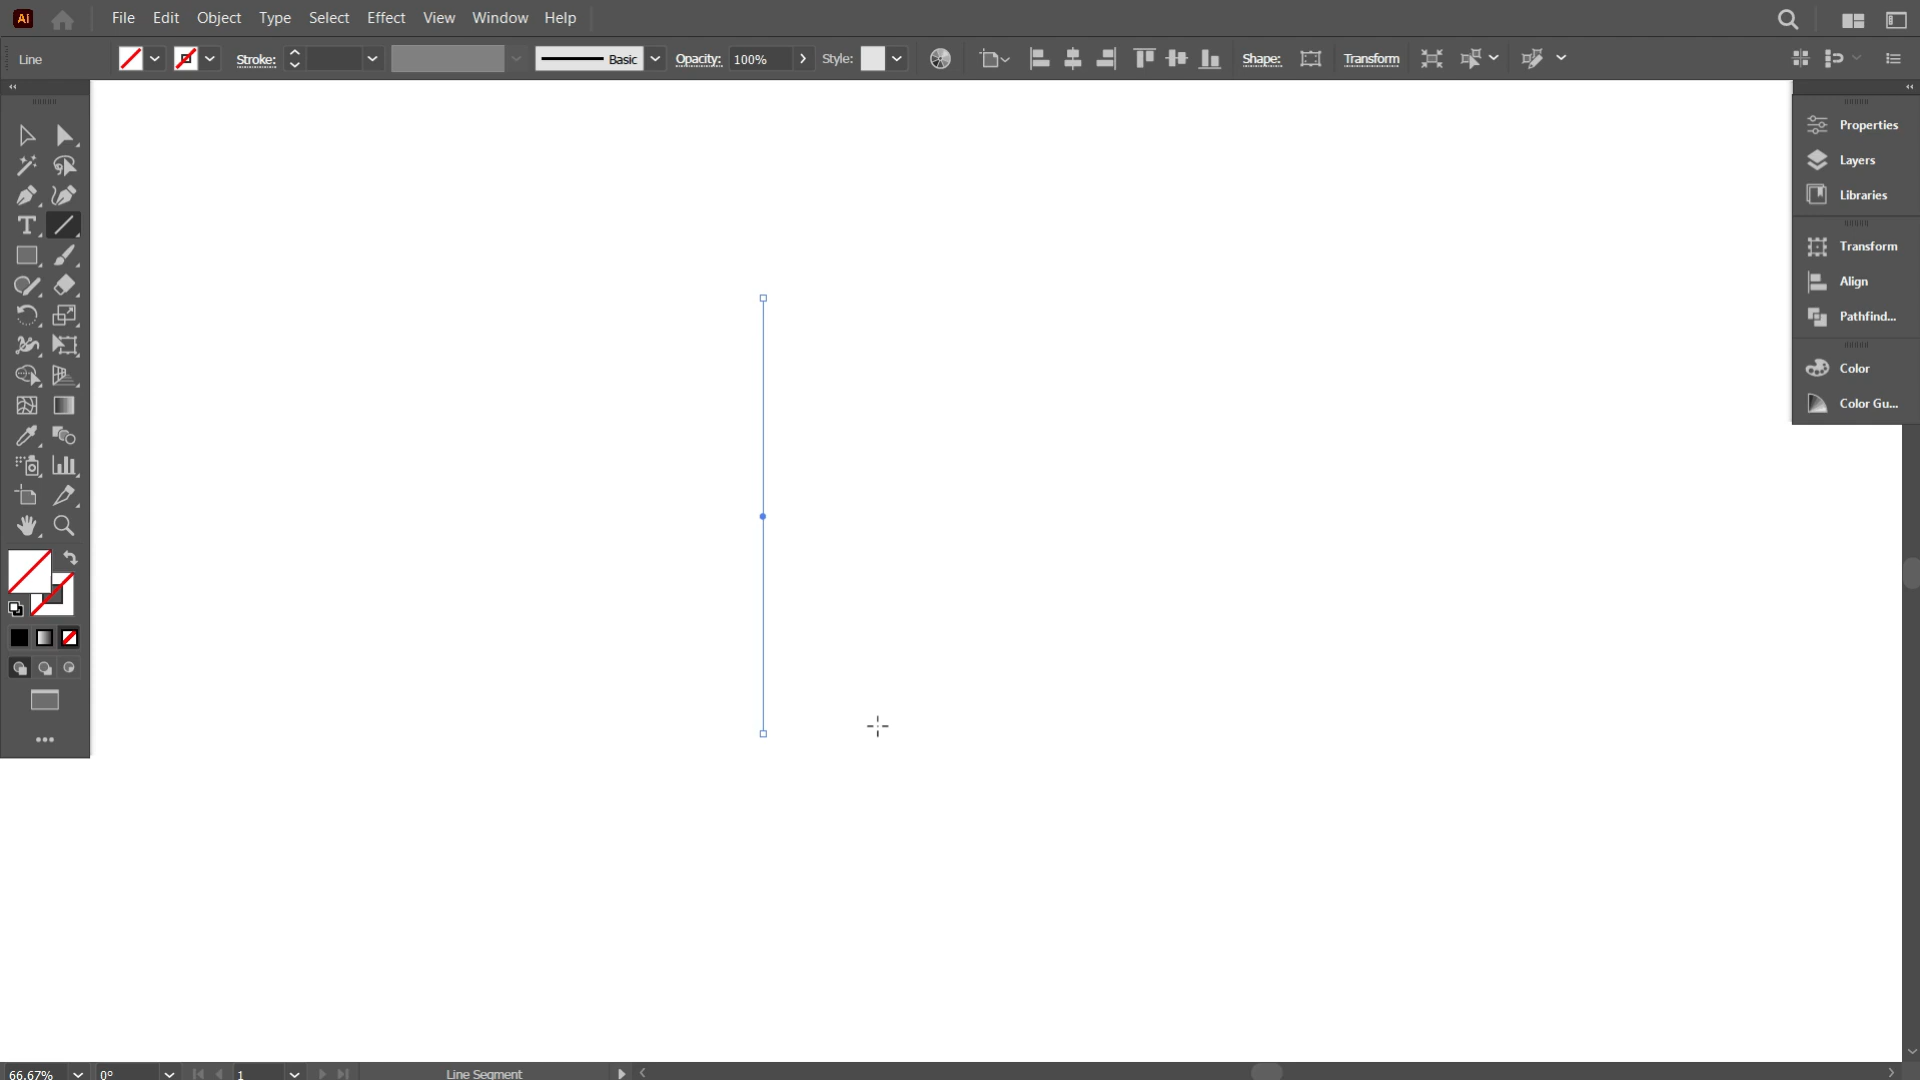 Ai File Edit Object Type Select Effect View Window Help
Line Stroke: Basic Opacity: 100% Style: Shape: Transform
Properties
Layers
Libraries
Transform
Align
Pathfind...
Color
Color Gu...
66.67% 0° 1 Line Segment